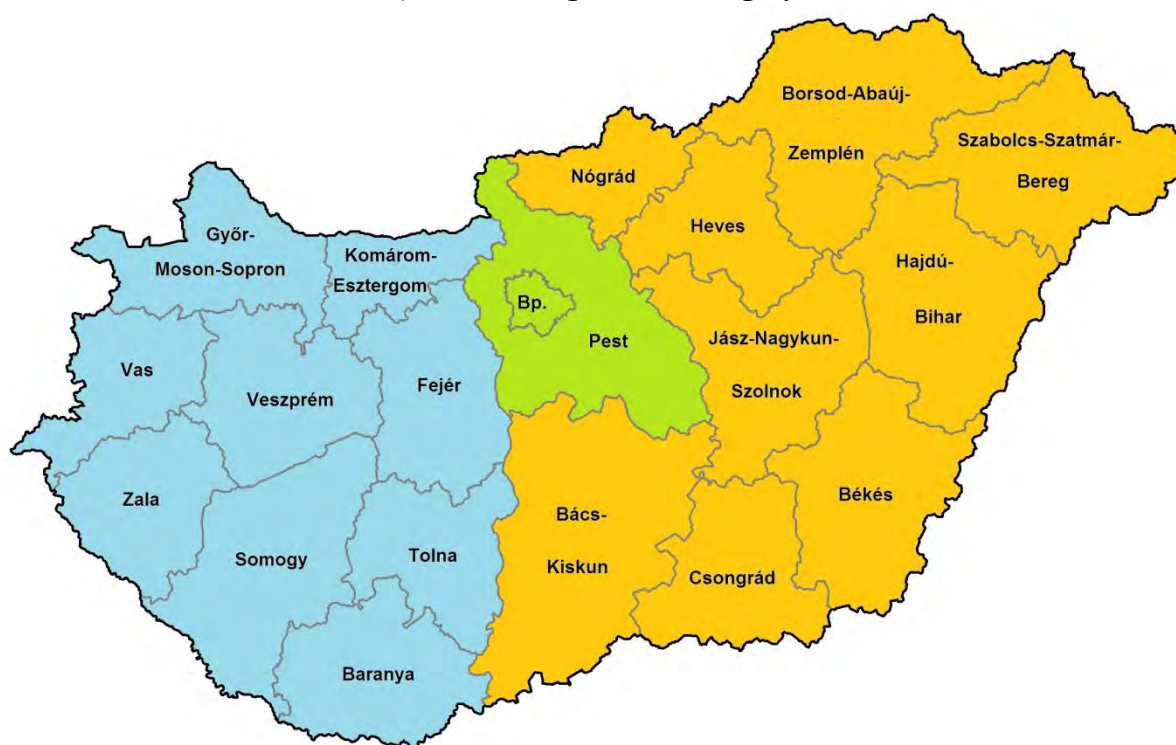 Borsod-Abaúj-
Zemplén
Szabolcs-Szatmár-
Bereg
Nógrád
Heves
Győr-
Moson-Sopron
Komárom-
Esztergom
Hajdú-
Bihar
Bp.
Pest
Jász-Nagykun-
Szolnok
Vas
Veszprém
Fejér
Zala
Somogy
Tolna
Bács-
Kiskun
Békés
Csongrád
Baranya